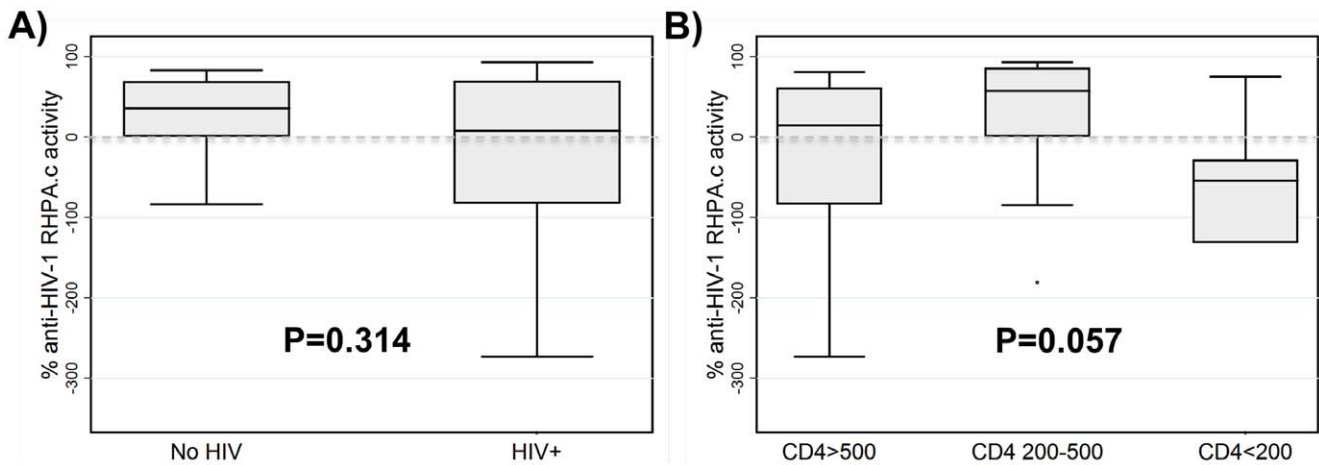 A)
% anti-HIV-1 RHPA.c activity
100
0
-100
-200
-300
P=0.314
No HIV
HIV+
B)
% anti-HIV-1 RHPA.c activity
100
0
-100
-200
-300
P=0.057
CD4>500
CD4 200-500
CD4<200